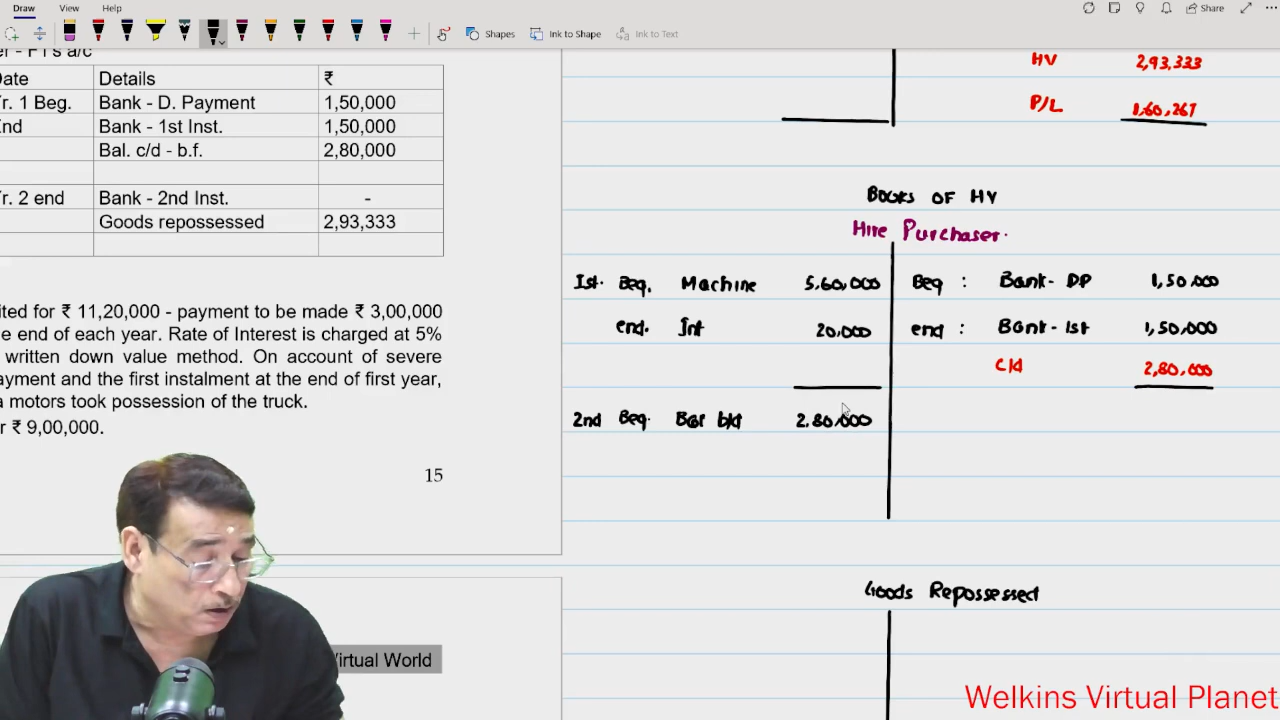 Draw View Help Share
Shapes Ink to Shape Ink to Text
Date Details ₹
Yr. 1 Beg. Bank - D. Payment 1,50,000
End Bank - 1st Inst. 1,50,000
Bal. c/d - b.f. 2,80,000
Yr. 2 end Bank - 2nd Inst. -
Goods repossessed 2,93,333
ited for ₹ 11,20,000 - payment to be made ₹ 3,00,000
e end of each year. Rate of Interest is charged at 5%
written down value method. On account of severe
ayment and the first instalment at the end of first year,
a motors took possession of the truck.
r ₹ 9,00,000.
15
Virtual World
HV 2,93,333
P/L 1,60,267
Books OF HV
Hire Purchaser.
Ist. Beg. Machine 5,60,000 Beg : Bank- DP 1,50,000
end. Int 20,000 end : Bank - Ist 1,50,000
C/d 2,80,000
2nd Beg. Bal b/d 2,80,000
Goods Repossessed
Welkins Virtual Planet